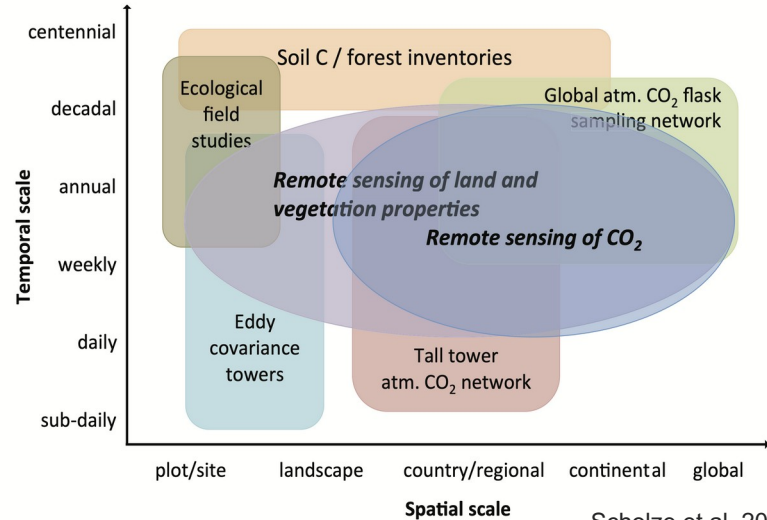 centennial
Soil C / forest inventories
Ecological
field
studies
Global atm. CO₂ flask
sampling network
decadal
annual
Remote sensing of land and
vegetation properties
Remote sensing of CO₂
weekly
Temporal scale
Eddy
covariance
towers
daily
Tall tower
atm. CO₂ network
sub-daily
plot/site
landscape
country/regional
continental
global
Spatial scale